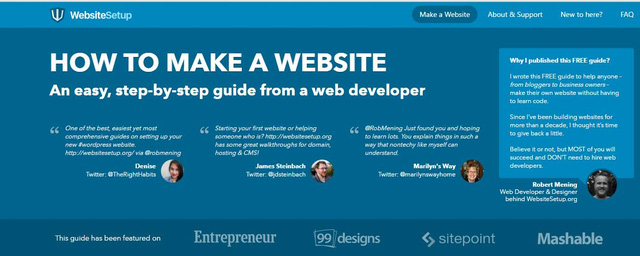 WebsiteSetup
Make a Website
About & Support
New to here?
FAQ
HOW TO MAKE A WEBSITE
An easy, step-by-step guide from a web developer
“ One of the best, easiest yet most
comprehensive guides on setting up
your #wordpress website.
http://websitesetup.org/ via @robmening
Denise
Twitter: @TheRightHabits
“ Starting your first website or helping
someone who is? http://websitesetup.org
has some great walkthroughs for domain,
hosting & CMS!
James Steinbach
Twitter: @jdsteinbach
“ @RobMening Just found you and hoping
to learn lots. You explain things in such a
way that nontechy like myself can
understand.
Marilyn's Way
Twitter: @marilynswayhome
Why I published this FREE guide?
I wrote this FREE guide to help anyone -
from bloggers to business owners -
make their own website without having
to learn code.
Since I've been building websites for
more than a decade, I thought it's time
to give back a little.
Believe it or not, but MOST of you will
succeed and DON'T need to hire web
developers.
Robert Mening
Web Developer & Designer
behind WebsiteSetup.org
This guide has been featured on
Entrepreneur
99designs
sitepoint
Mashable